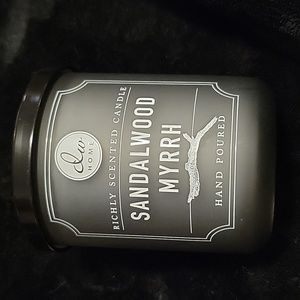 DW
HOME
RICHLY SCENTED CANDLE
SANDALWOOD
MYRRH
HAND POURED